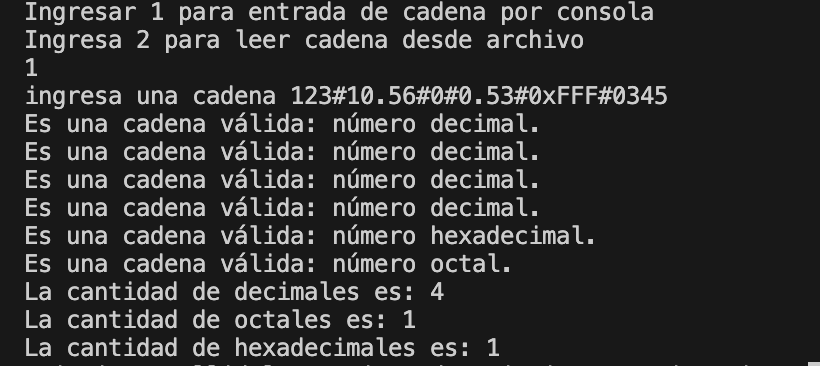 Ingresar 1 para entrada de cadena por consola
Ingresa 2 para leer cadena desde archivo
1
ingresa una cadena 123#10.56#0#0.53#0xFFF#0345
Es una cadena válida: número decimal.
Es una cadena válida: número decimal.
Es una cadena válida: número decimal.
Es una cadena válida: número decimal.
Es una cadena válida: número hexadecimal.
Es una cadena válida: número octal.
La cantidad de decimales es: 4
La cantidad de octales es: 1
La cantidad de hexadecimales es: 1